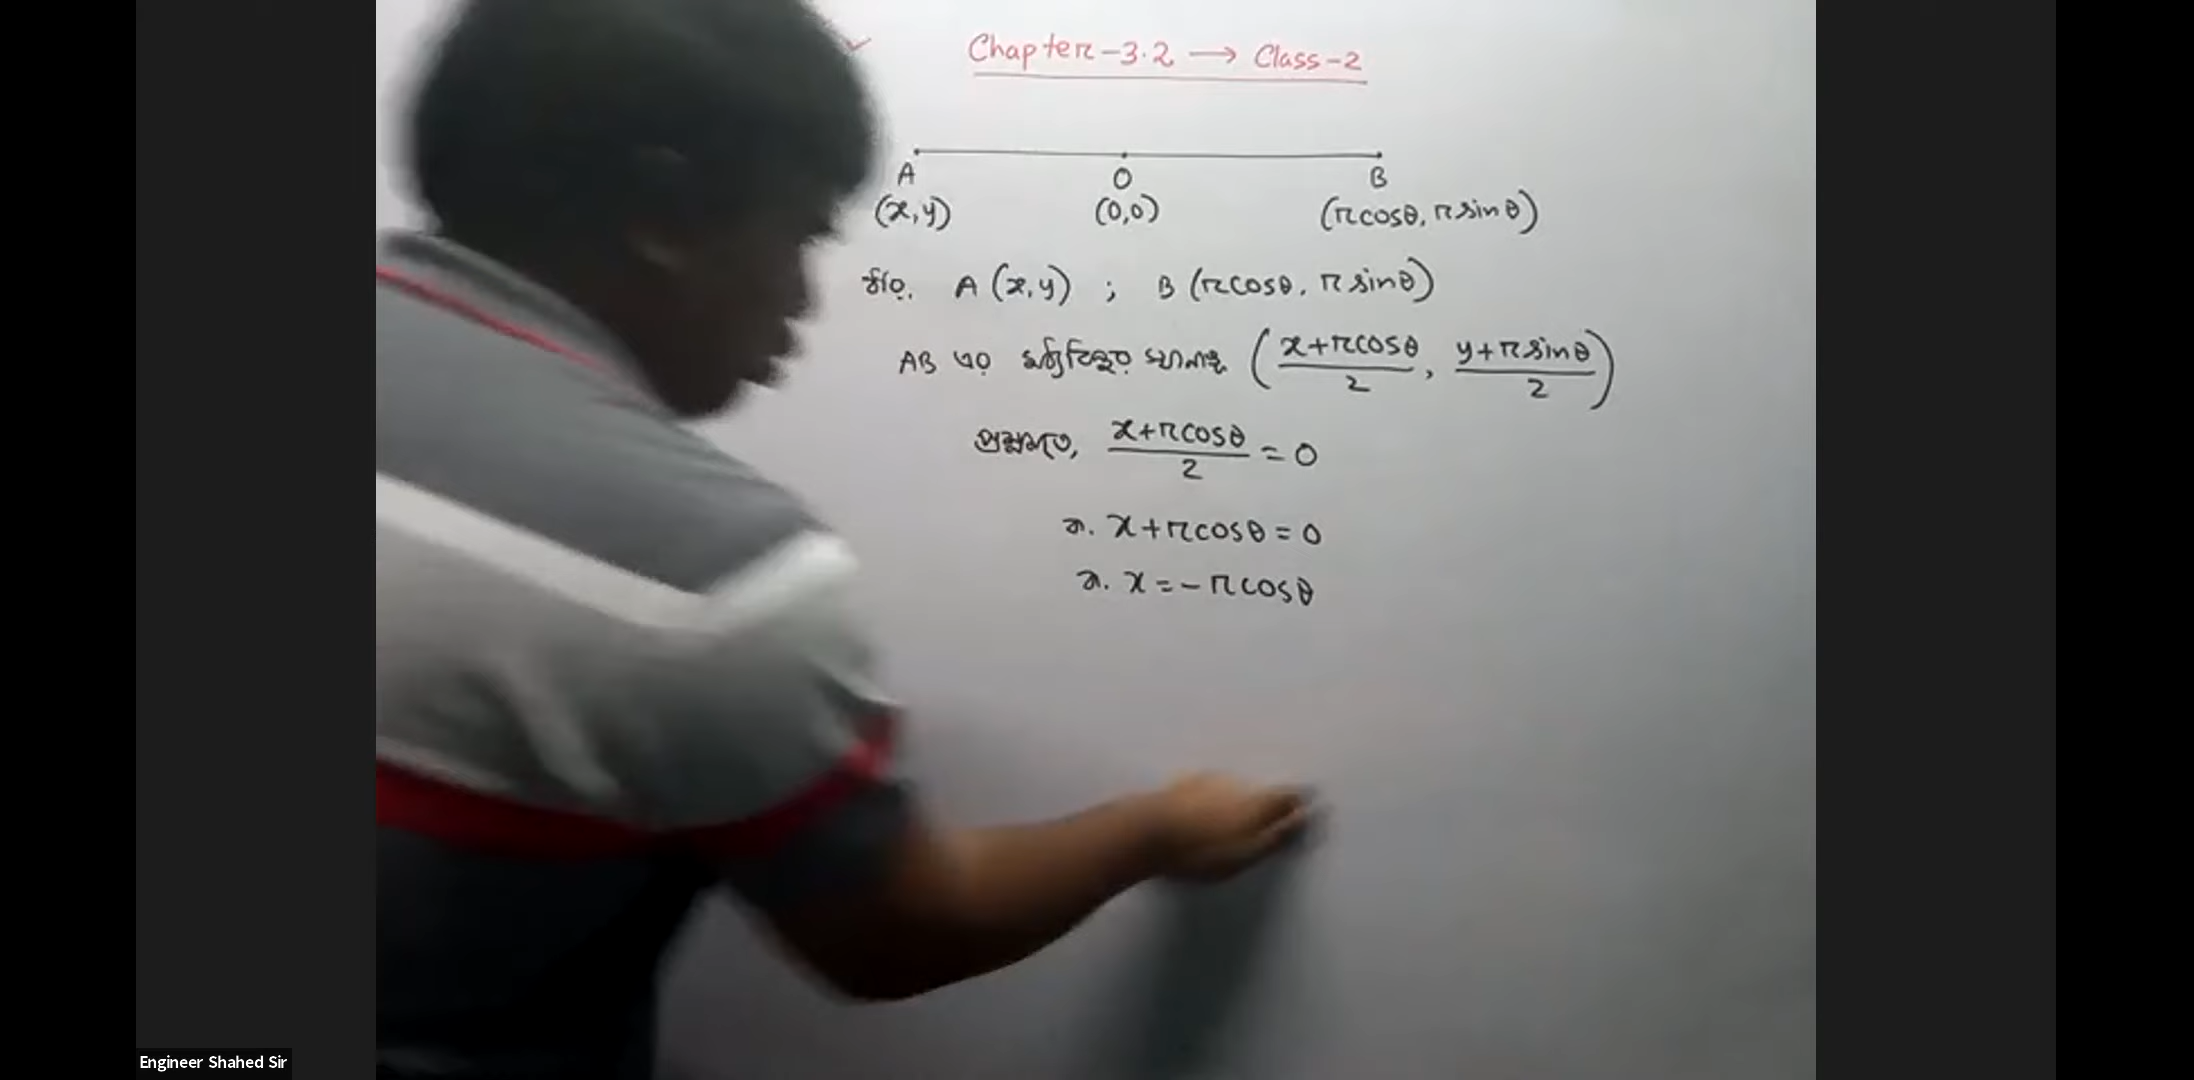 Chapter-3.2 → Class-2
A O B
(x,y) (0,0) (rcosθ, rsinθ)
ধরি, A (x,y) ; B (rcosθ, rsinθ)
AB এর মধ্যবিন্দুর স্থানাঙ্ক ( x+rcosθ / 2 , y+rsinθ / 2 )
প্রশ্নমতে, x+rcosθ / 2 = 0
বা, x+rcosθ = 0
বা, x = - rcosθ
Engineer Shahed Sir